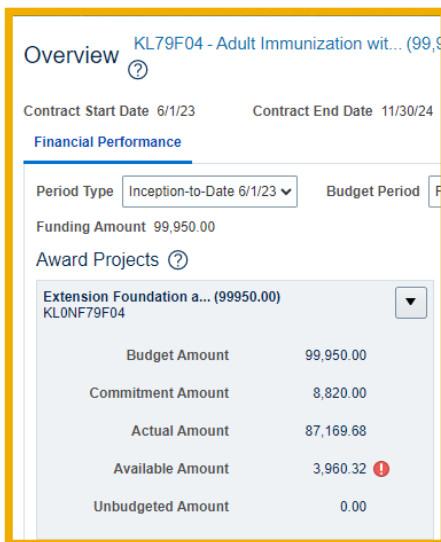 Overview KL79F04 - Adult Immunization wit... (99,9
Contract Start Date 6/1/23 Contract End Date 11/30/24
Financial Performance
Period Type Inception-to-Date 6/1/23 Budget Period F
Funding Amount 99,950.00
Award Projects
Extension Foundation a... (99950.00)
KL0NF79F04
Budget Amount 99,950.00
Commitment Amount 8,820.00
Actual Amount 87,169.68
Available Amount 3,960.32
Unbudgeted Amount 0.00